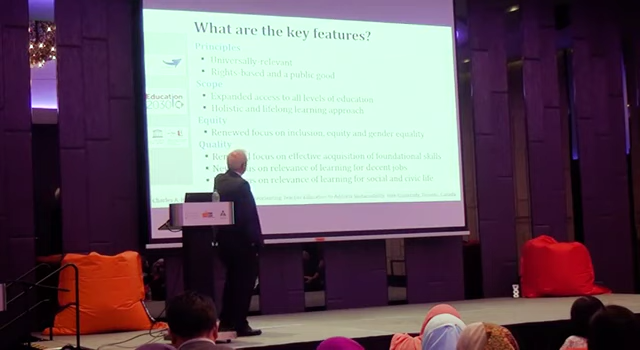 What are the key features?
Principles
• Universally-relevant
• Rights-based and a public good
Scope
• Expanded access to all levels of education
• Holistic and lifelong learning approach
Equity
• Renewed focus on inclusion, equity and gender equality
Quality
• focus on effective acquisition of foundational skills
• on relevance of learning for decent jobs
• on relevance of learning for social and civic life
Education
2030